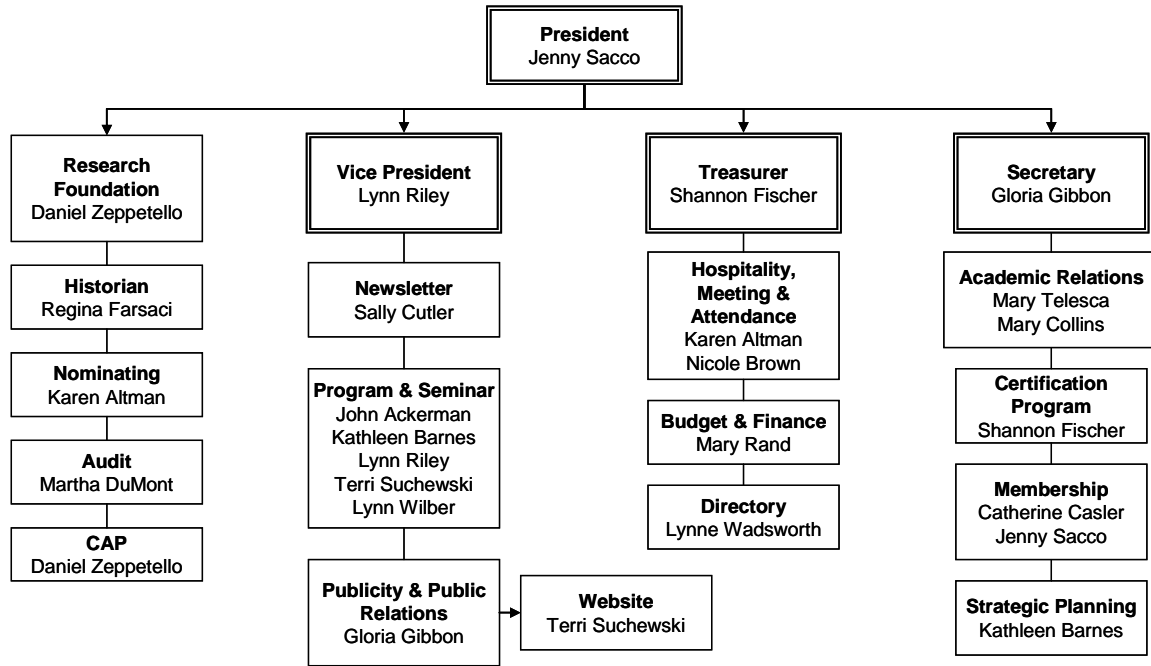 President
Jenny Sacco
Research
Foundation
Daniel Zeppetello
Historian
Regina Farsaci
Nominating
Karen Altman
Audit
Martha DuMont
CAP
Daniel Zeppetello
Vice President
Lynn Riley
Newsletter
Sally Cutler
Program & Seminar
John Ackerman
Kathleen Barnes
Lynn Riley
Terri Suchewski
Lynn Wilber
Publicity & Public
Relations
Gloria Gibbon
Website
Terri Suchewski
Treasurer
Shannon Fischer
Hospitality,
Meeting &
Attendance
Karen Altman
Nicole Brown
Budget & Finance
Mary Rand
Directory
Lynne Wadsworth
Secretary
Gloria Gibbon
Academic Relations
Mary Telesca
Mary Collins
Certification
Program
Shannon Fischer
Membership
Catherine Casler
Jenny Sacco
Strategic Planning
Kathleen Barnes